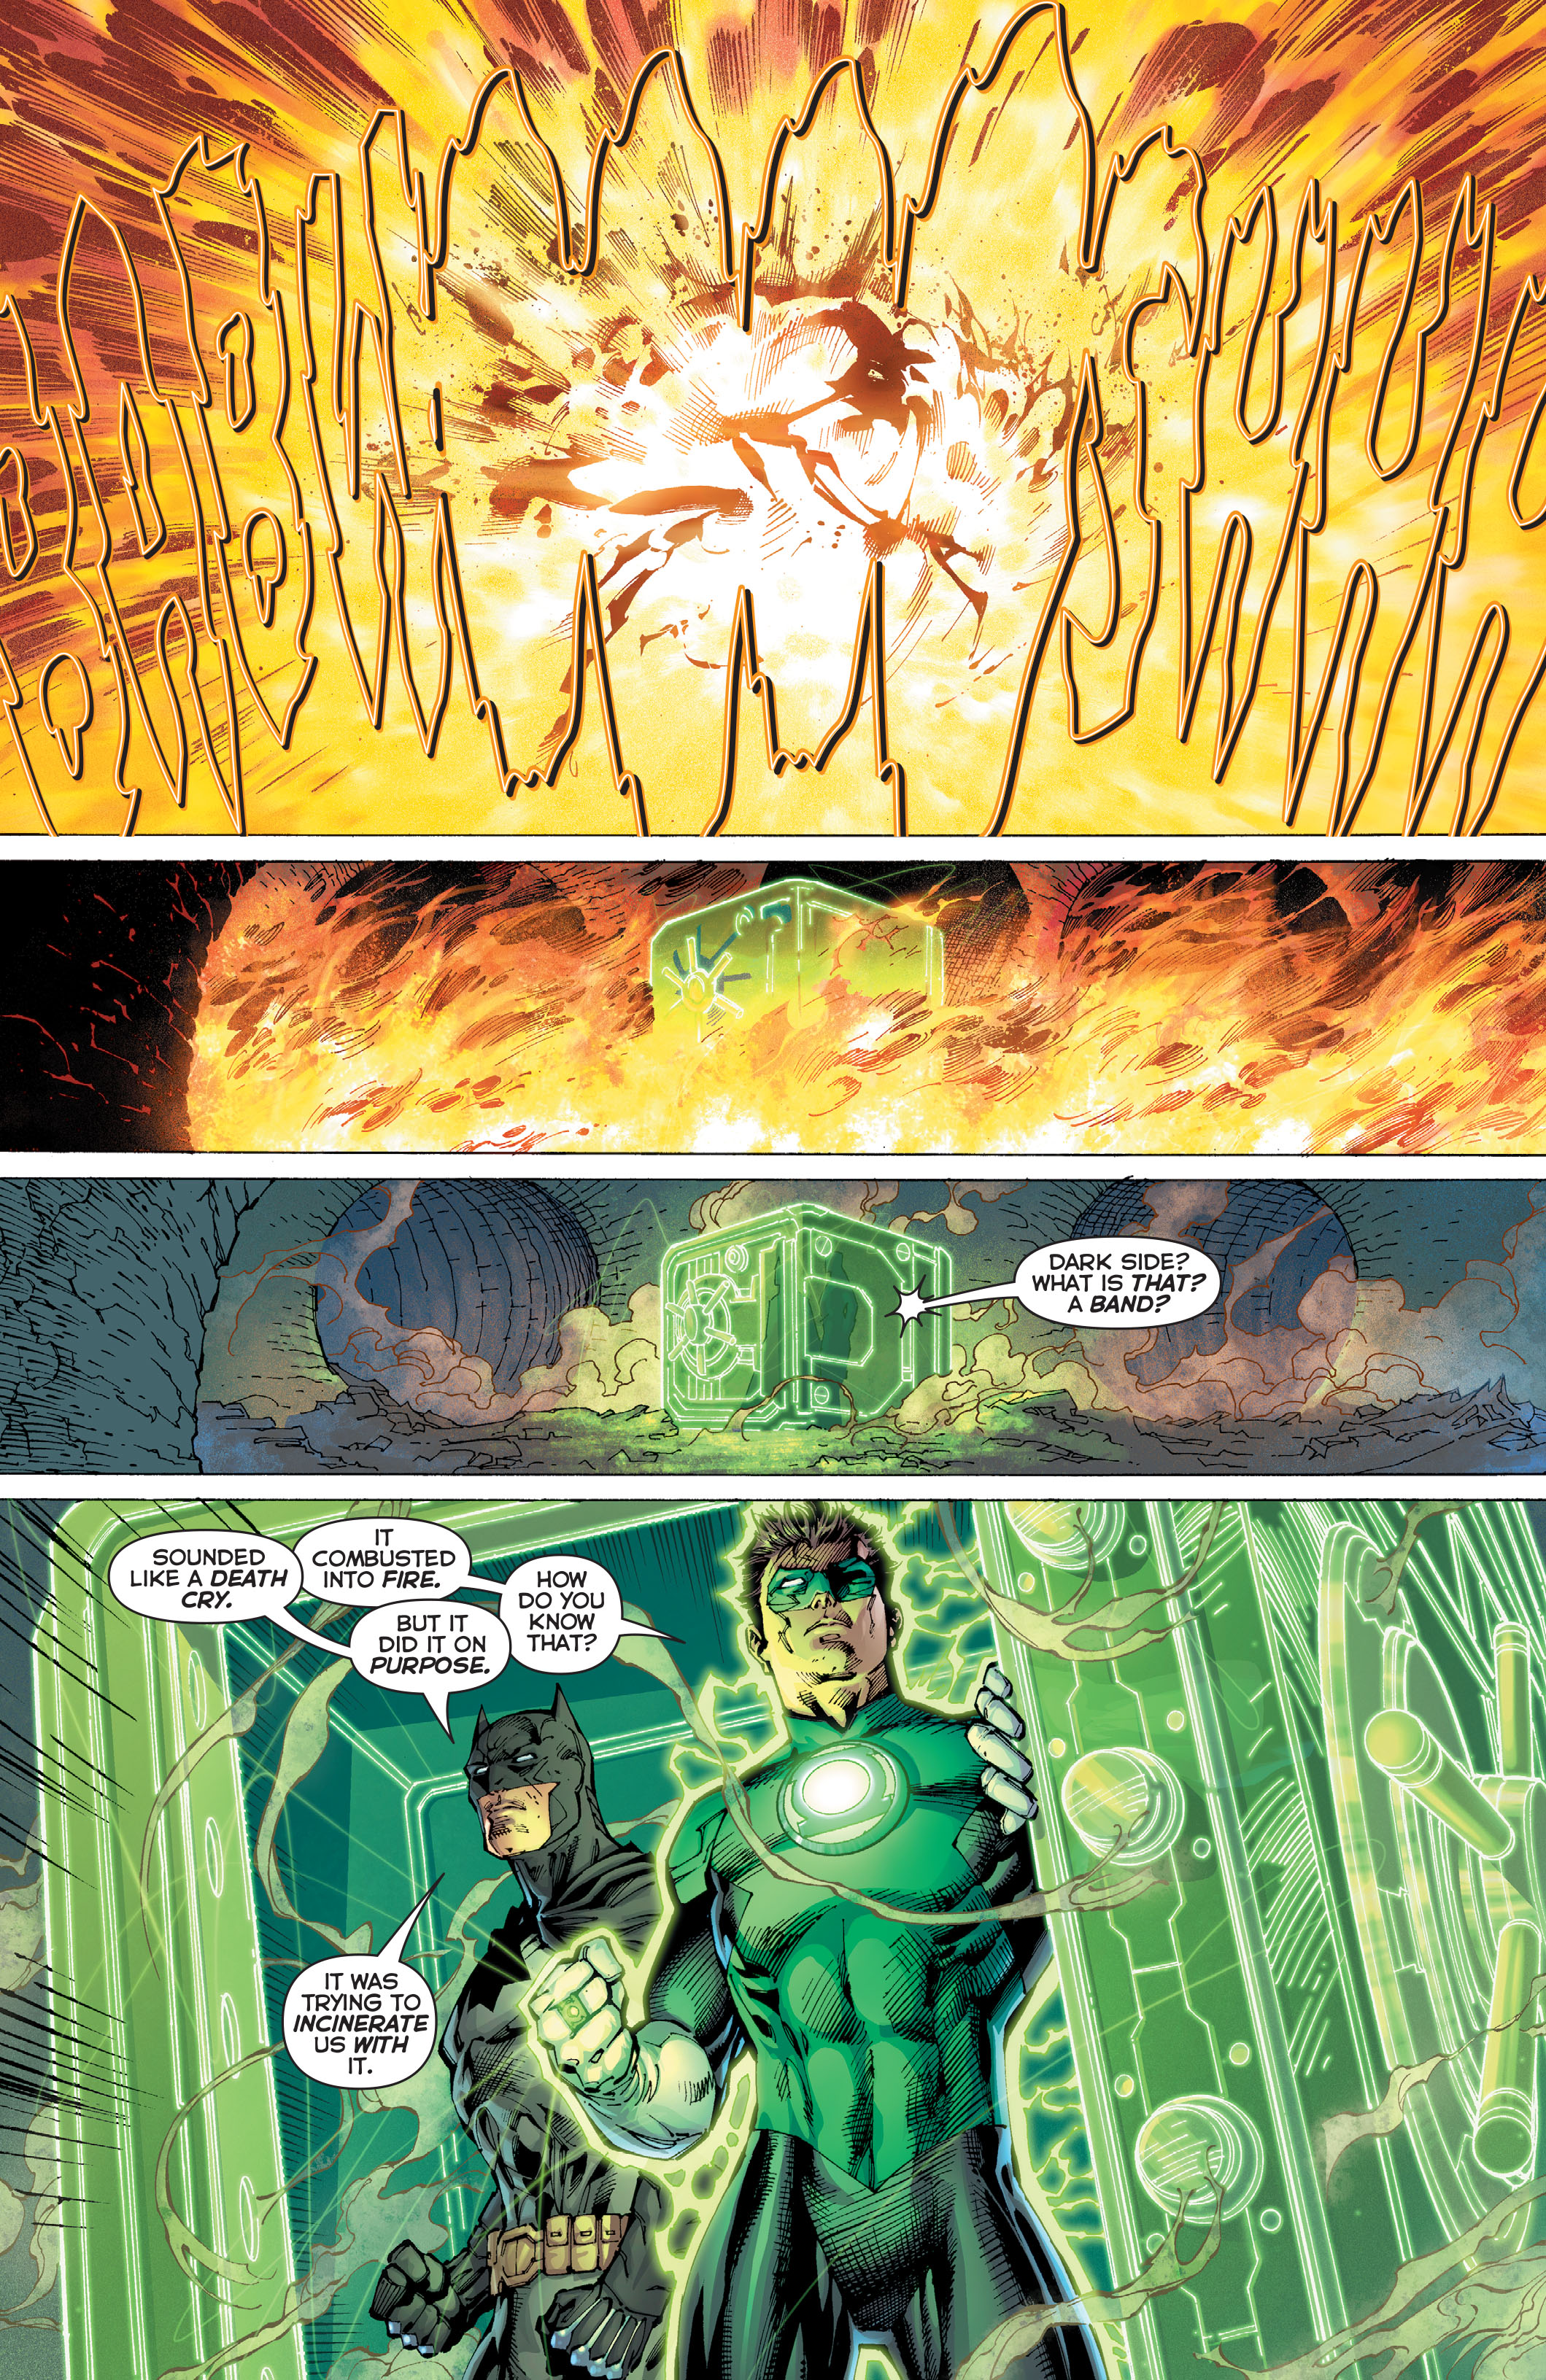 DARK SIDE?
WHAT IS THAT?
A BAND?
SOUNDED
LIKE A DEATH
CRY.
IT
COMBUSTED
INTO FIRE.
BUT IT
DID IT ON
PURPOSE.
HOW
DO YOU
KNOW
THAT?
IT WAS
TRYING TO
INCINERATE
US WITH
IT.